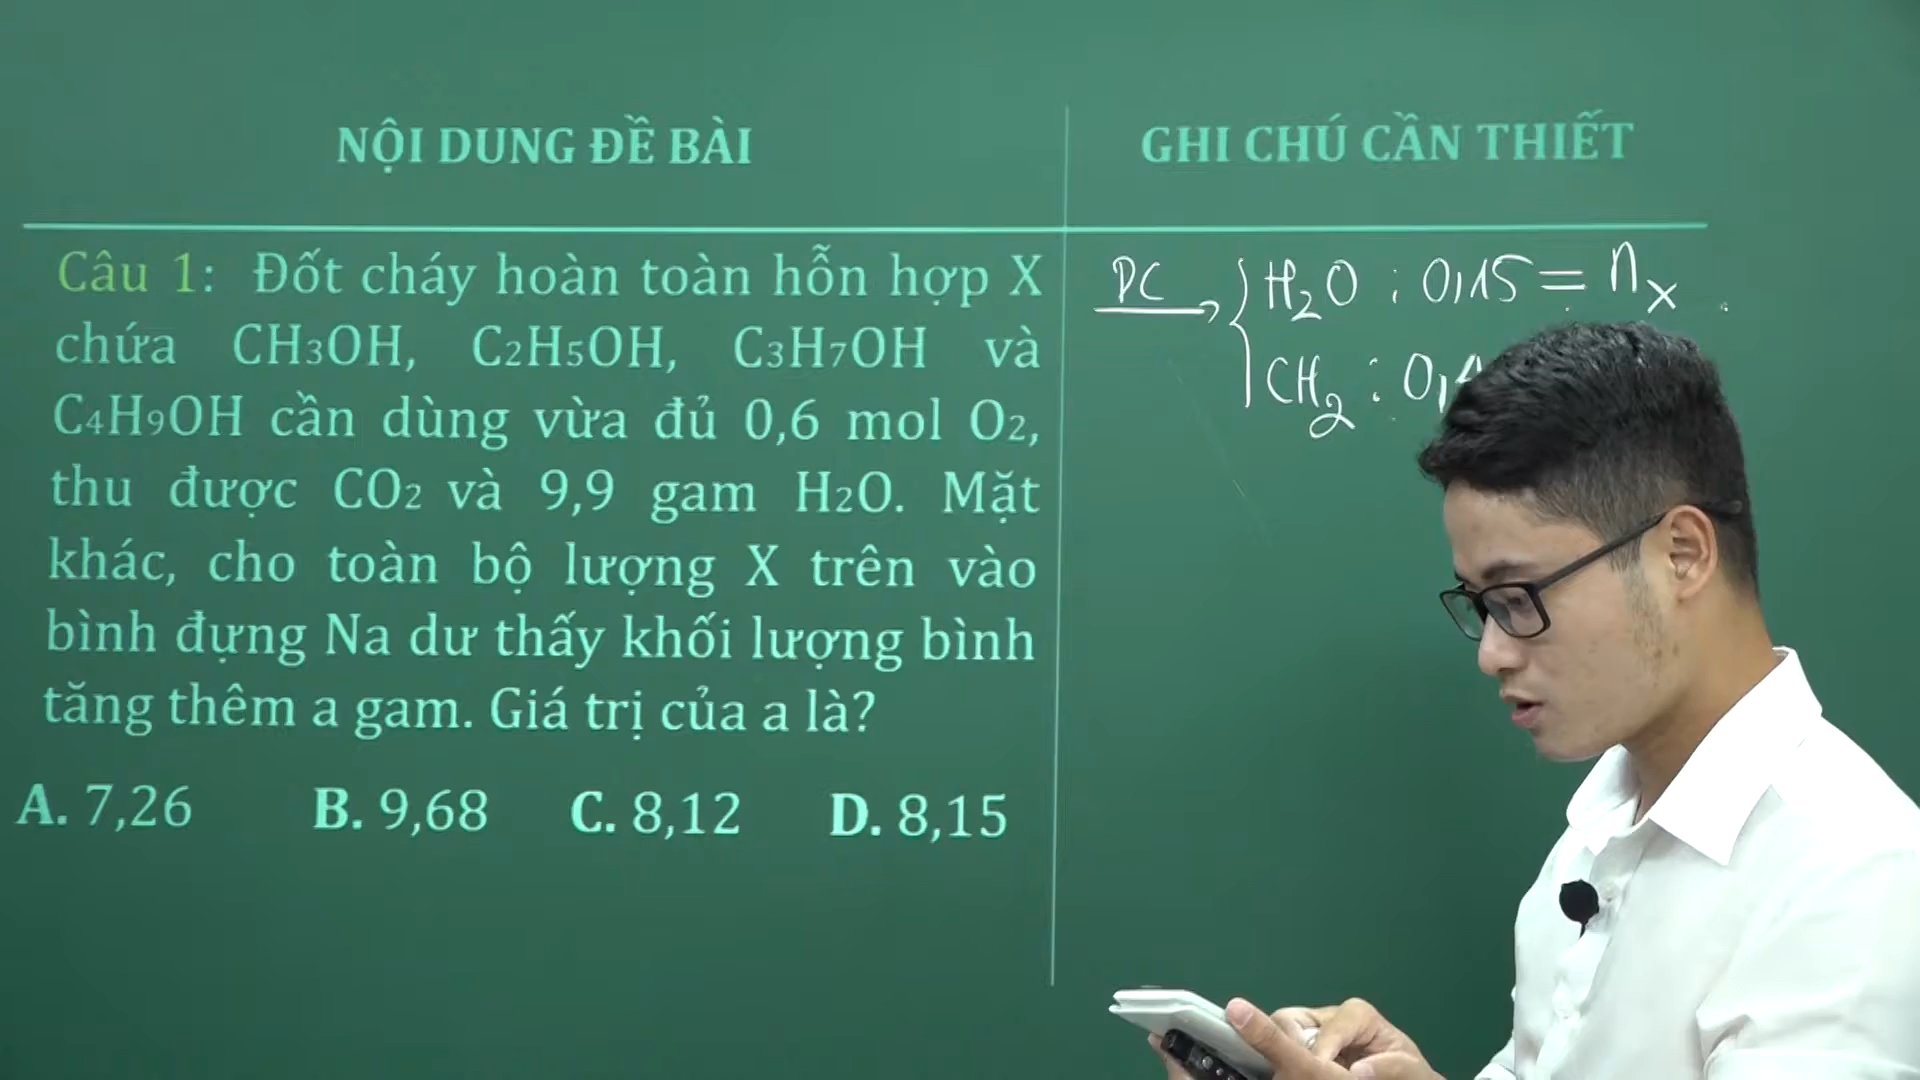 NỘI DUNG ĐỀ BÀI
GHI CHÚ CẦN THIẾT
Câu 1: Đốt cháy hoàn toàn hỗn hợp X
chứa CH3OH, C2H5OH, C3H7OH và
C4H9OH cần dùng vừa đủ 0,6 mol O2,
thu được CO2 và 9,9 gam H2O. Mặt
khác, cho toàn bộ lượng X trên vào
bình đựng Na dư thấy khối lượng bình
tăng thêm a gam. Giá trị của a là?
A. 7,26 B. 9,68 C. 8,12 D. 8,15
ĐC
H2O : 0,15 = nX
CH2 : 0,